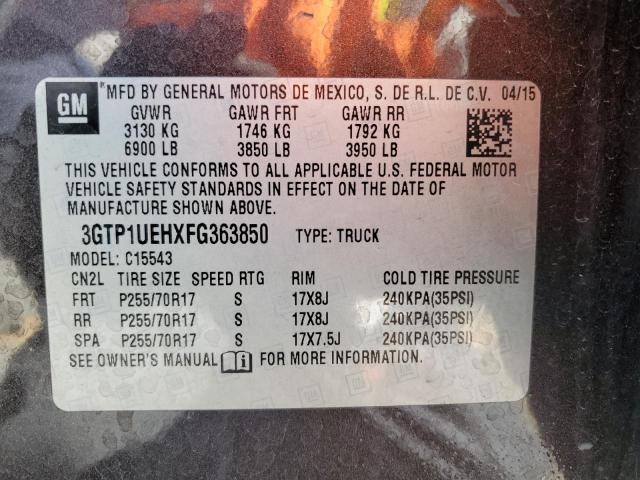 GM
*MFD BY GENERAL MOTORS DE MEXICO, S. DE R.L. DE C.V. 04/15
GVWR GAWR FRT GAWR RR
3130 KG 1746 KG 1792 KG
6900 LB 3850 LB 3950 LB
THIS VEHICLE CONFORMS TO ALL APPLICABLE U.S. FEDERAL MOTOR
VEHICLE SAFETY STANDARDS IN EFFECT ON THE DATE OF
MANUFACTURE SHOWN ABOVE.
3GTP1UEHXFG363850 TYPE: TRUCK
MODEL: C15543
CN2L TIRE SIZE SPEED RTG RIM COLD TIRE PRESSURE
FRT P255/70R17 S 17X8J 240KPA(35PSI)
RR P255/70R17 S 17X8J 240KPA(35PSI)
SPA P255/70R17 S 17X7.5J 240KPA(35PSI)
SEE OWNER'S MANUAL FOR MORE INFORMATION.